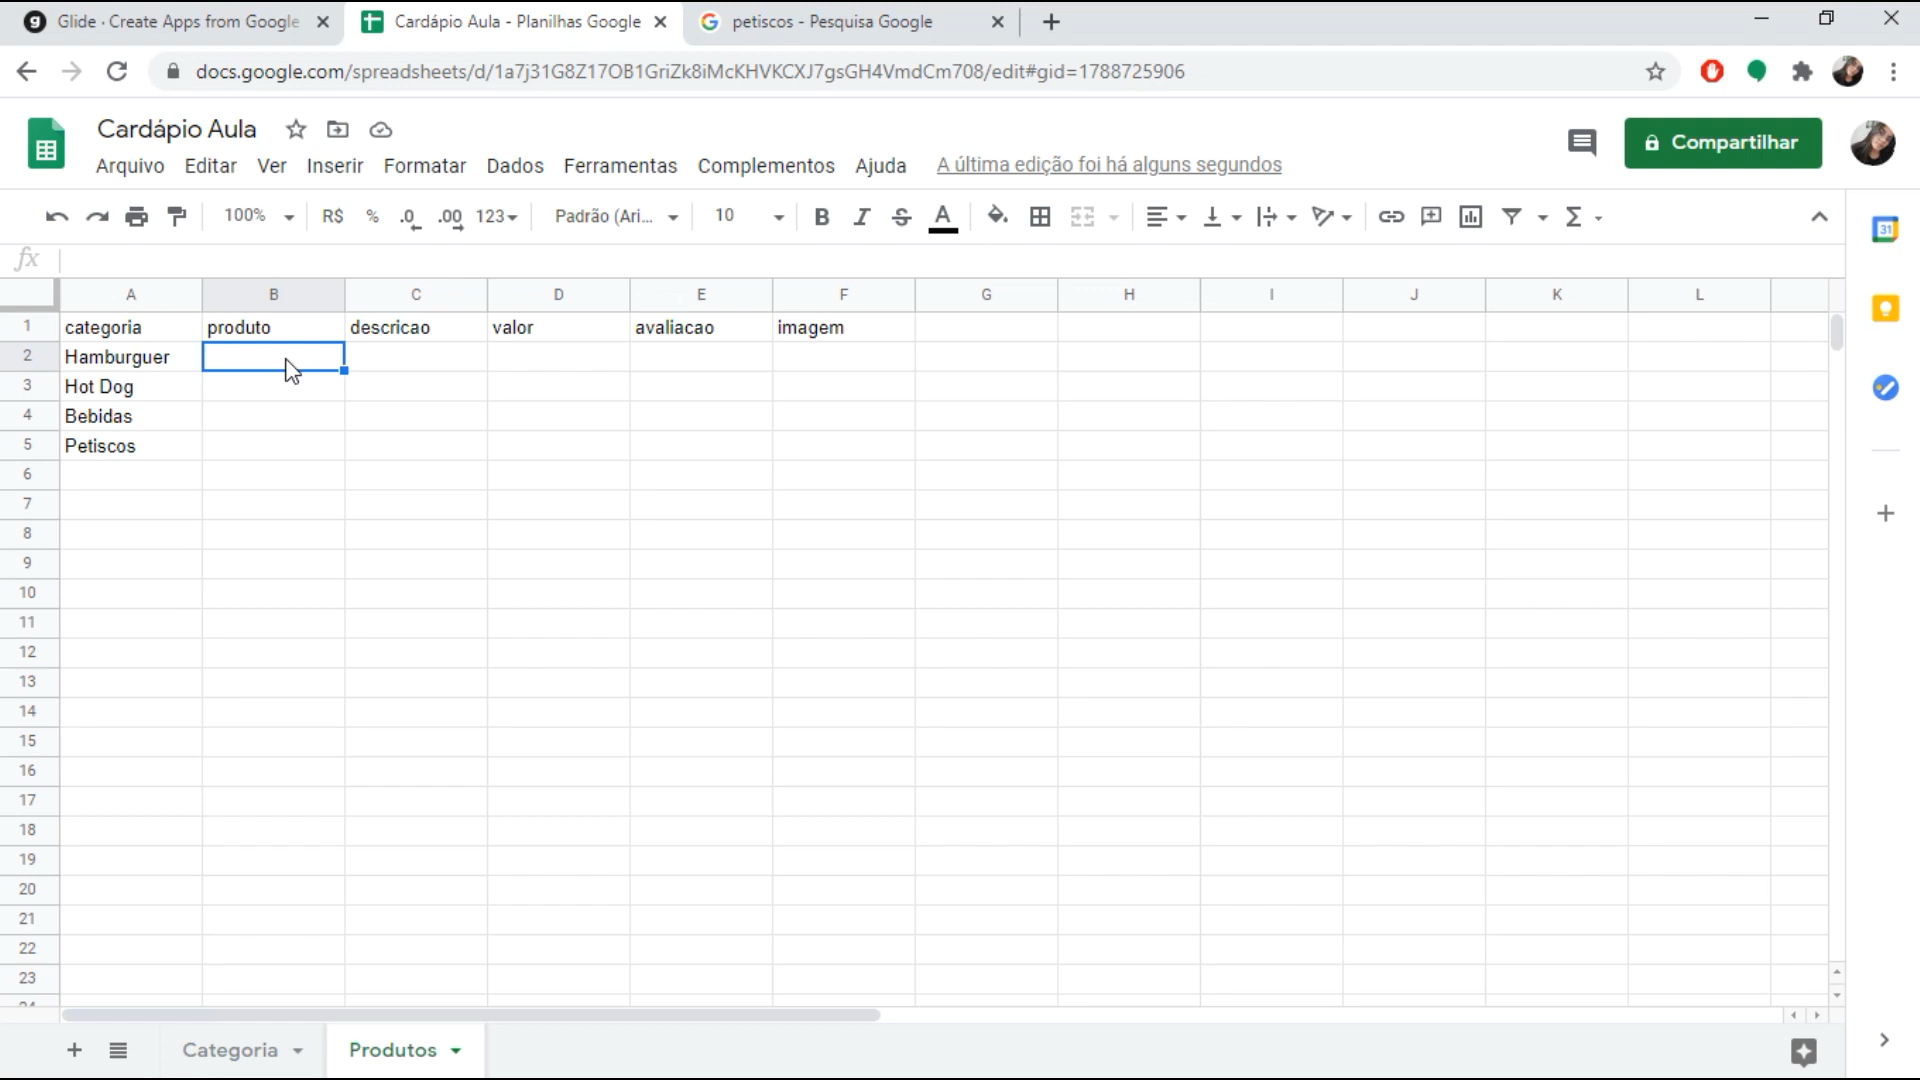 Glide · Create Apps from Google
Cardápio Aula - Planilhas Google
petiscos - Pesquisa Google
docs.google.com/spreadsheets/d/1a7j31G8Z17OB1GriZk8iMcKHVKCXJ7gsGH4VmdCm708/edit#gid=1788725906
Cardápio Aula
Compartilhar
Arquivo Editar Ver Inserir Formatar Dados Ferramentas Complementos Ajuda A última edição foi há alguns segundos
100% R$ % .0 .00 123 Padrão (Ari... 10 B I S A Σ
31
fx
A B C D E F G H I J K L
1 categoria produto descricao valor avaliacao imagem
2 Hamburguer
3 Hot Dog
4 Bebidas
5 Petiscos
6
7
8
9
10
11
12
13
14
15
16
17
18
19
20
21
22
23
24
Categoria Produtos